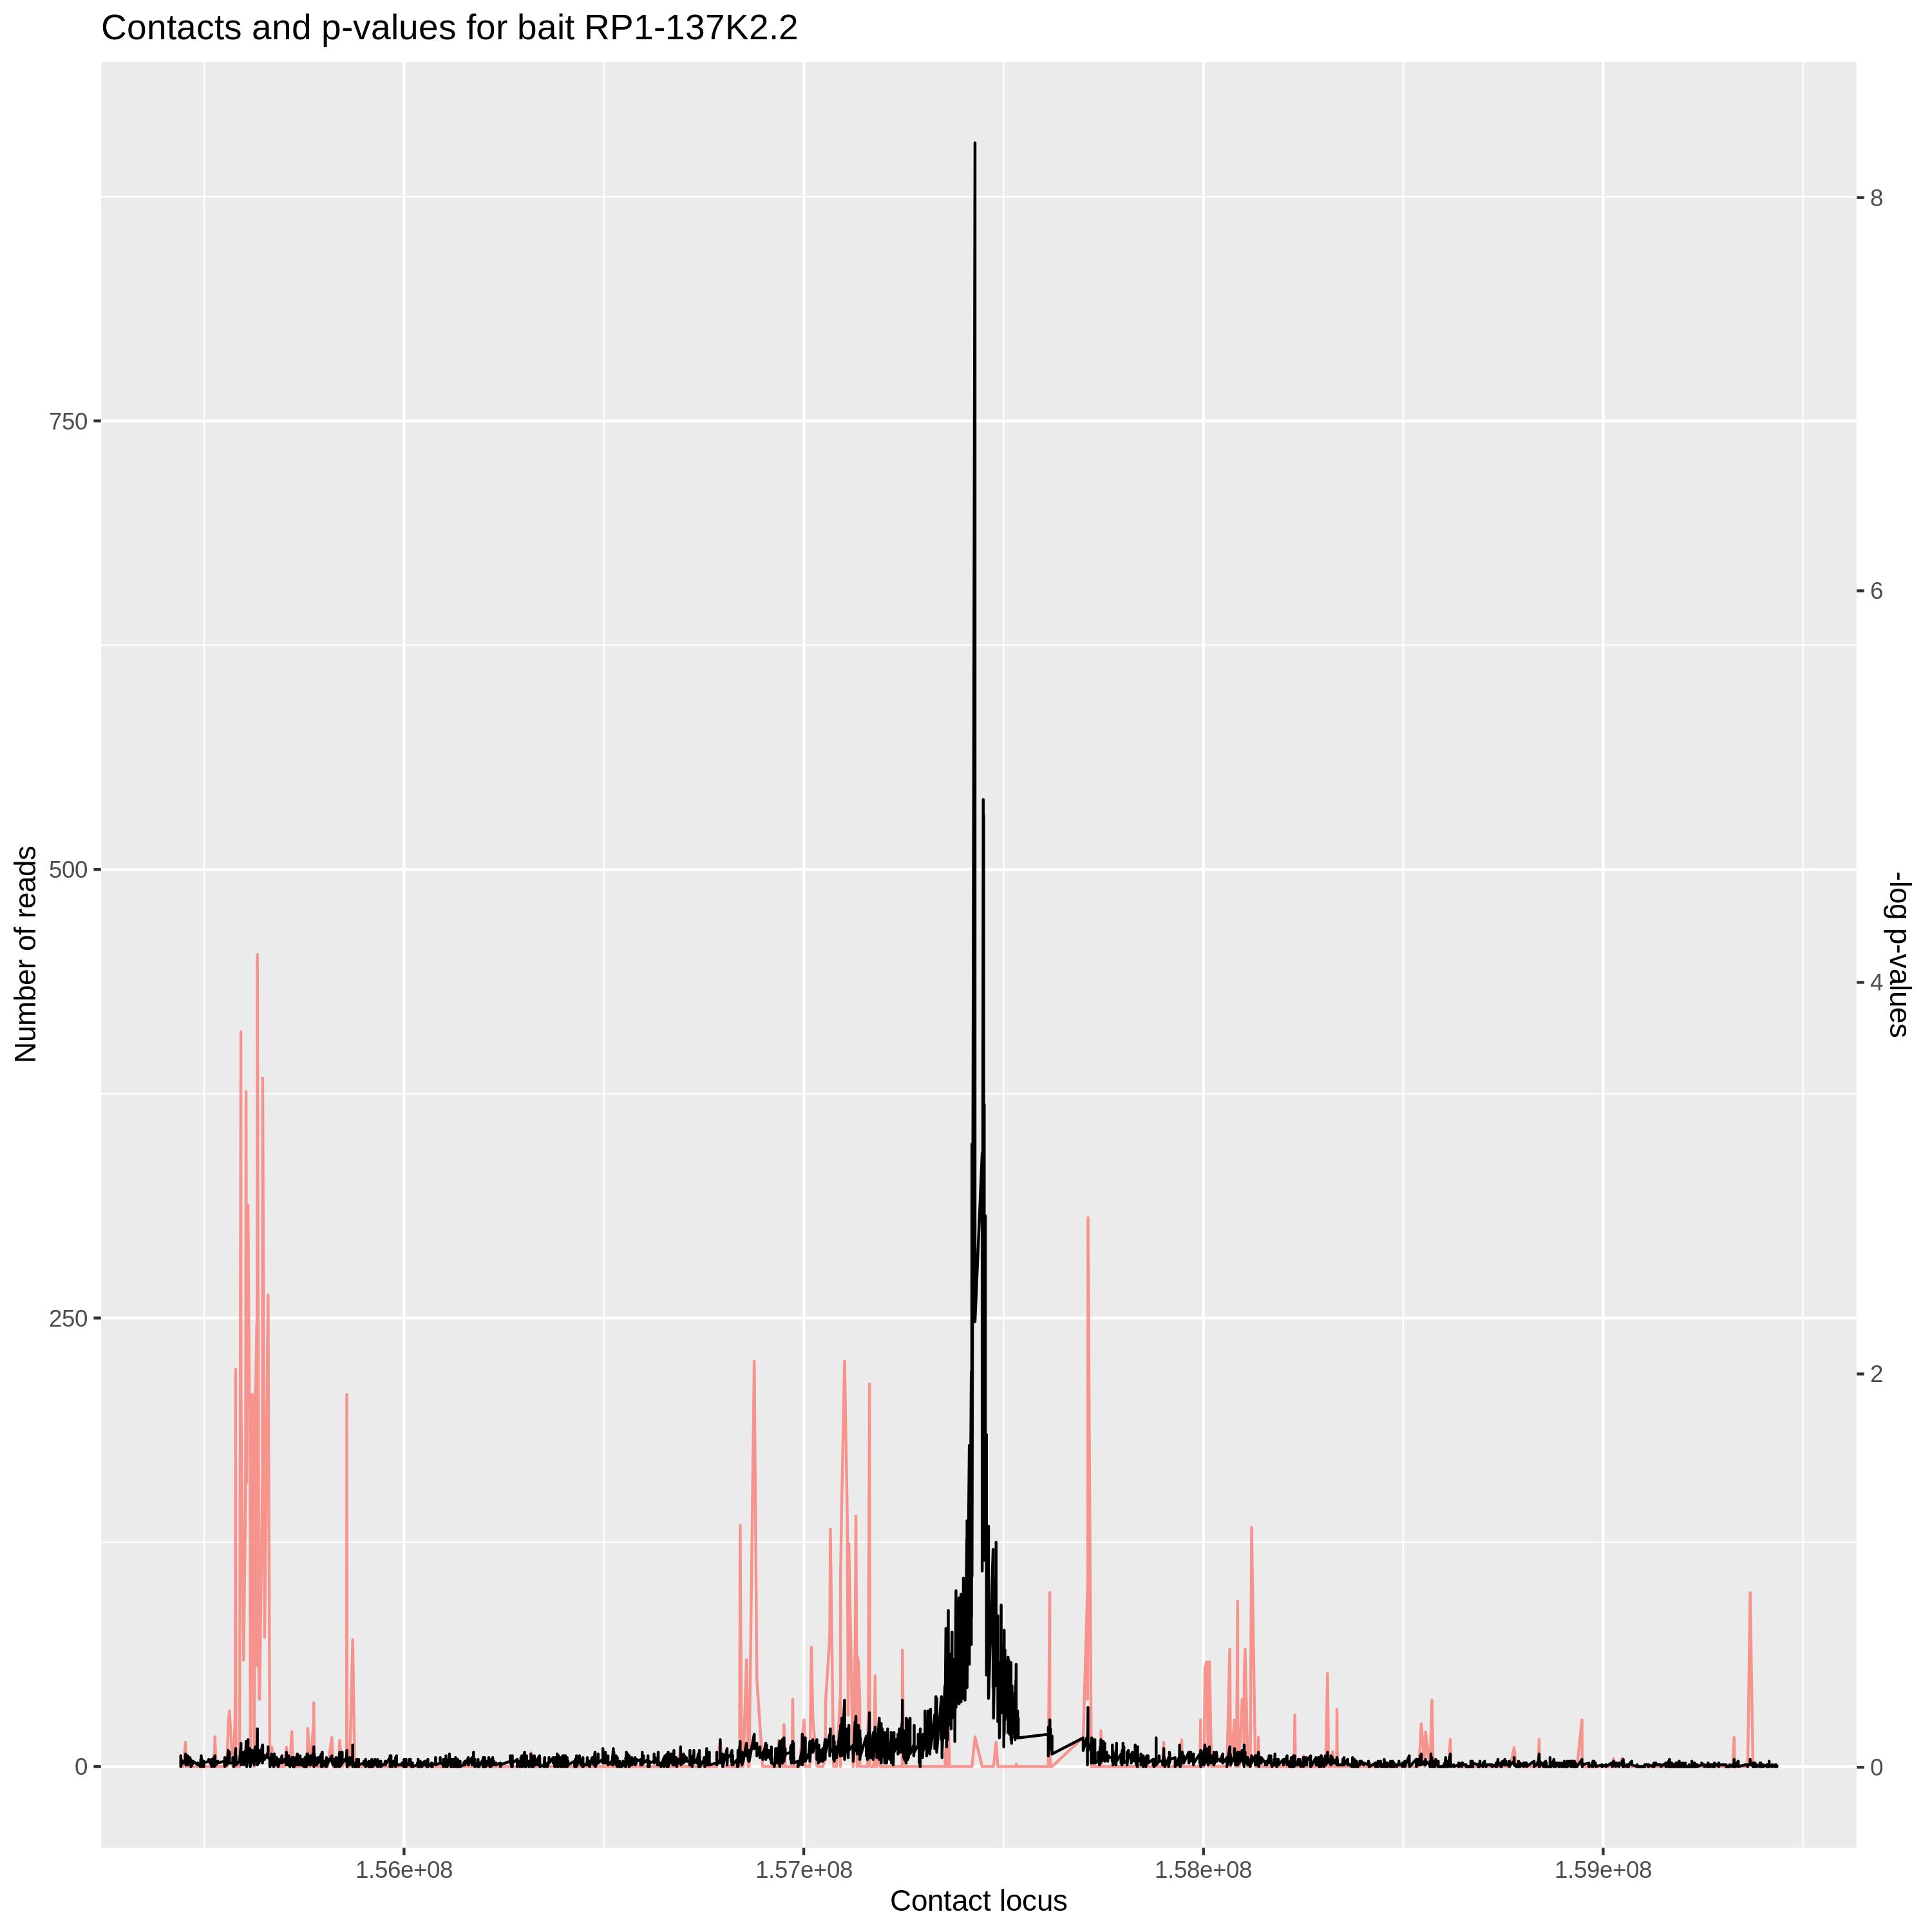 Contacts and p-values for bait RP1-137K2.2
Number of reads
750
500
250
0
8
6
4
2
0
-log p-values
1.56e+08
1.57e+08
1.58e+08
1.59e+08
Contact locus